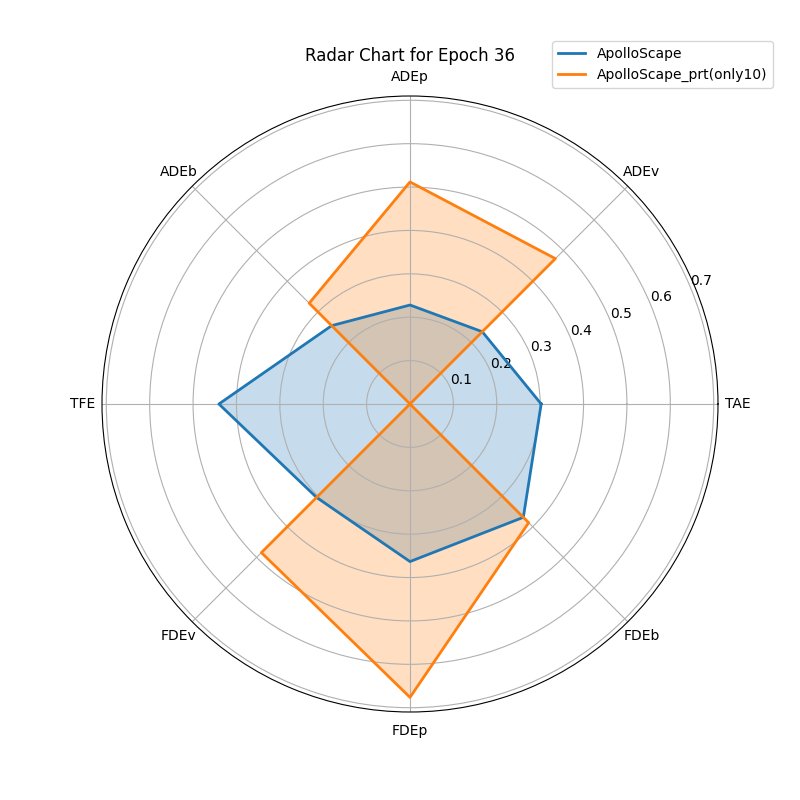 Radar Chart for Epoch 36
ApolloScape
ApolloScape_prt(only10)
ADEp
ADEb
ADEv
0.7
0.6
0.5
0.4
0.3
0.2
0.1
TFE
TAE
FDEv
FDEb
FDEp